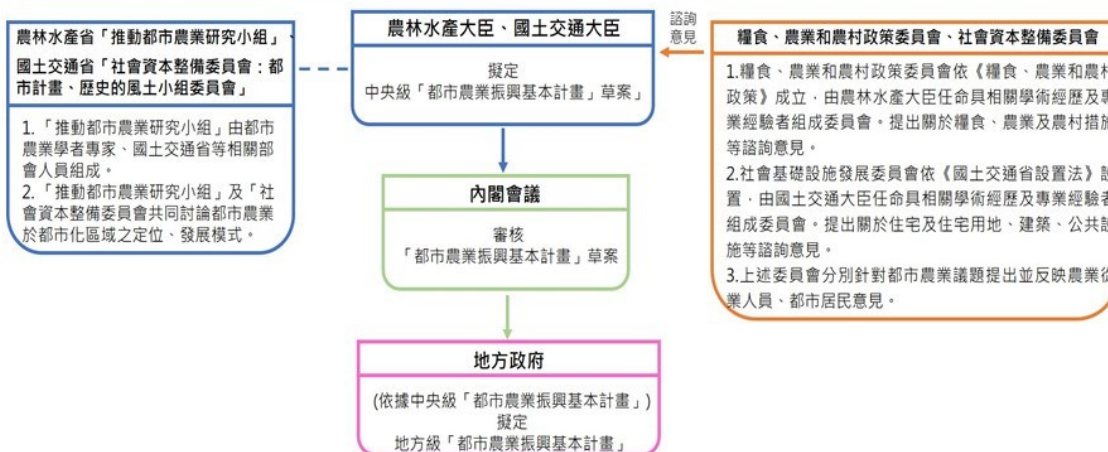 農林水產省「推動都市農業研究小組」、
國土交通省「社會資本整備委員會：都
市計畫、歷史的風土小組委員會」
1.「推動都市農業研究小組」由都市
農業學者專家、國土交通省等相關部
會人員組成。
2.「推動都市農業研究小組」及「社
會資本整備委員會共同討論都市農業
於都市化區域之定位、發展模式。
農林水產大臣、國土交通大臣
擬定
中央級「都市農業振興基本計畫」草案」
諮詢
意見
糧食、農業和農村政策委員會、社會資本整備委員會
1.糧食、農業和農村政策委員會依《糧食、農業和農村
政策》成立，由農林水產大臣任命具相關學術經歷及專
業經驗者組成委員會。提出關於糧食、農業及農村措施
等諮詢意見。
2.社會基礎設施發展委員會依《國土交通省設置法》設
置，由國土交通大臣任命具相關學術經歷及專業經驗者
組成委員會。提出關於住宅及住宅用地、建築、公共設
施等諮詢意見。
3.上述委員會分別針對都市農業議題提出並反映農業從
業人員、都市居民意見。
內閣會議
審核
「都市農業振興基本計畫」草案
地方政府
(依據中央級「都市農業振興基本計畫」)
擬定
地方級「都市農業振興基本計畫」